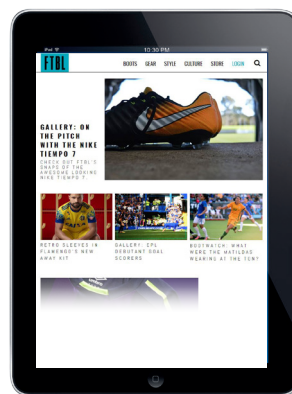 iPad
10:30 PM
FTBL
BOOTS GEAR STYLE CULTURE STORE LOGIN
GALLERY: ON
THE PITCH
WITH THE NIKE
TIEMPO 7
CHECK OUT FTBL'S
SNAPS OF THE
AWESOME LOOKING
NIKE TIEMPO 7
RETRO SLEEVES IN
FLAMENGO'S NEW
AWAY KIT
GALLERY: EPL
DEBUTANT GOAL
SCORERS
BOOTWATCH: WHAT
WERE THE MATILDAS
WEARING AT THE TON?